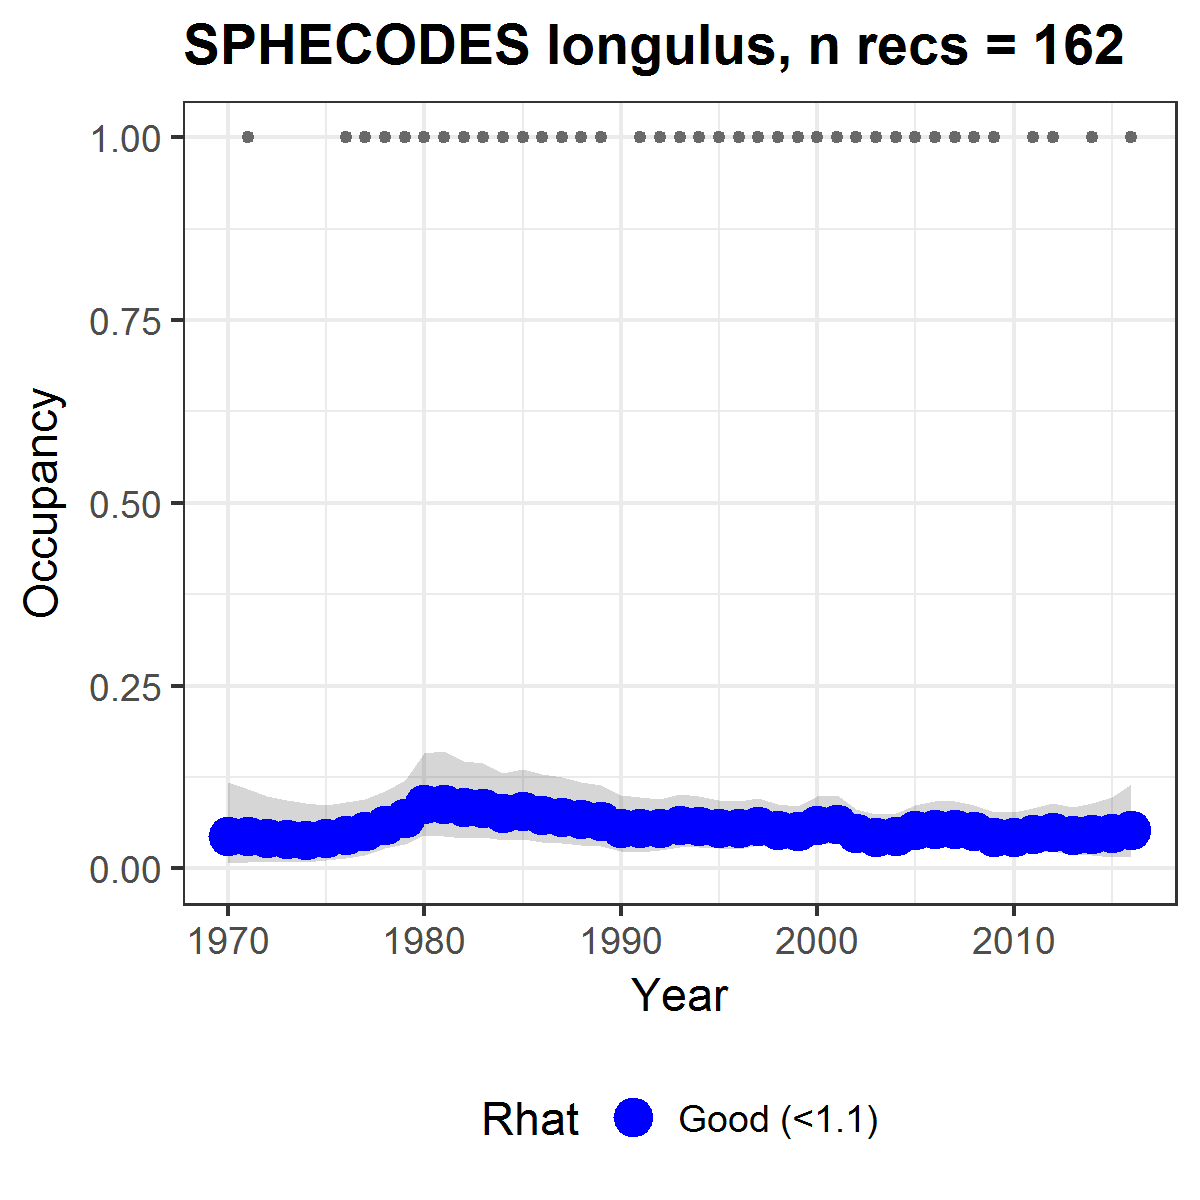 SPHECODES longulus, n recs = 162
1.00
0.75
0.50
0.25
0.00
Occupancy
1970 1980 1990 2000 2010
Year
Rhat Good (<1.1)